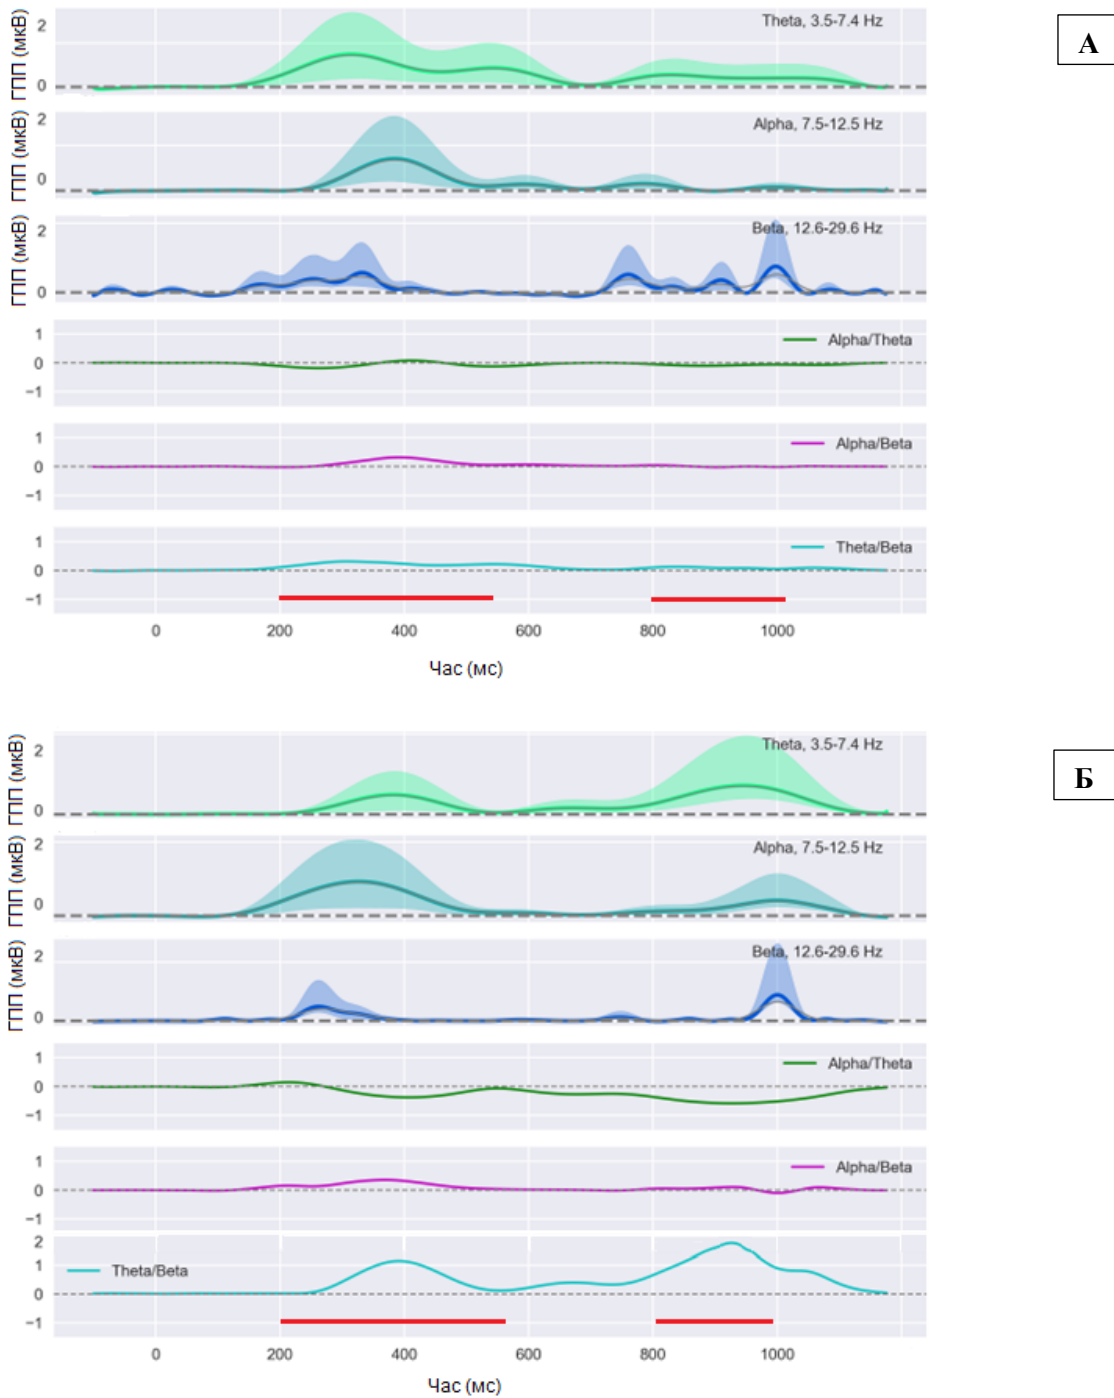 А
Theta, 3.5-7.4 Hz
ГПП (мкВ)
2
0
Alpha, 7.5-12.5 Hz
ГПП (мкВ)
2
0
Beta, 12.6-29.6 Hz
ГПП (мкВ)
2
0
Alpha/Theta
1
0
−1
Alpha/Beta
1
0
−1
Theta/Beta
1
0
−1
0 200 400 600 800 1000
Час (мс)
Б
Theta, 3.5-7.4 Hz
ГПП (мкВ)
2
0
Alpha, 7.5-12.5 Hz
ГПП (мкВ)
2
0
Beta, 12.6-29.6 Hz
ГПП (мкВ)
2
0
Alpha/Theta
1
0
−1
Alpha/Beta
1
0
−1
Theta/Beta
2
1
0
−1
0 200 400 600 800 1000
Час (мс)